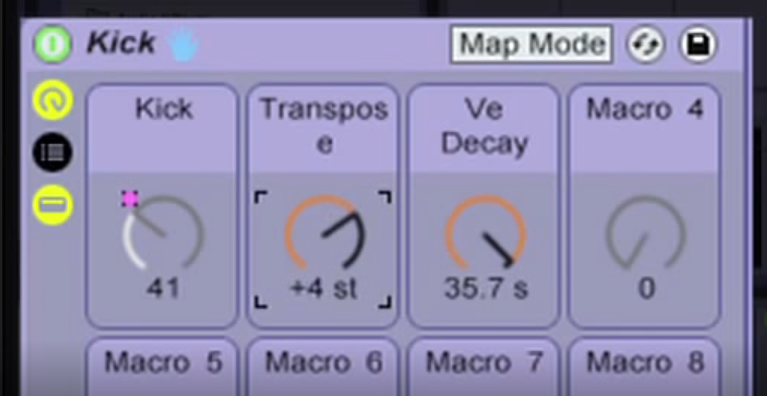 Kick
Map Mode
Kick
Transpos
e
Ve
Decay
Macro 4
41
+4 st
35.7 s
0
Macro 5
Macro 6
Macro 7
Macro 8